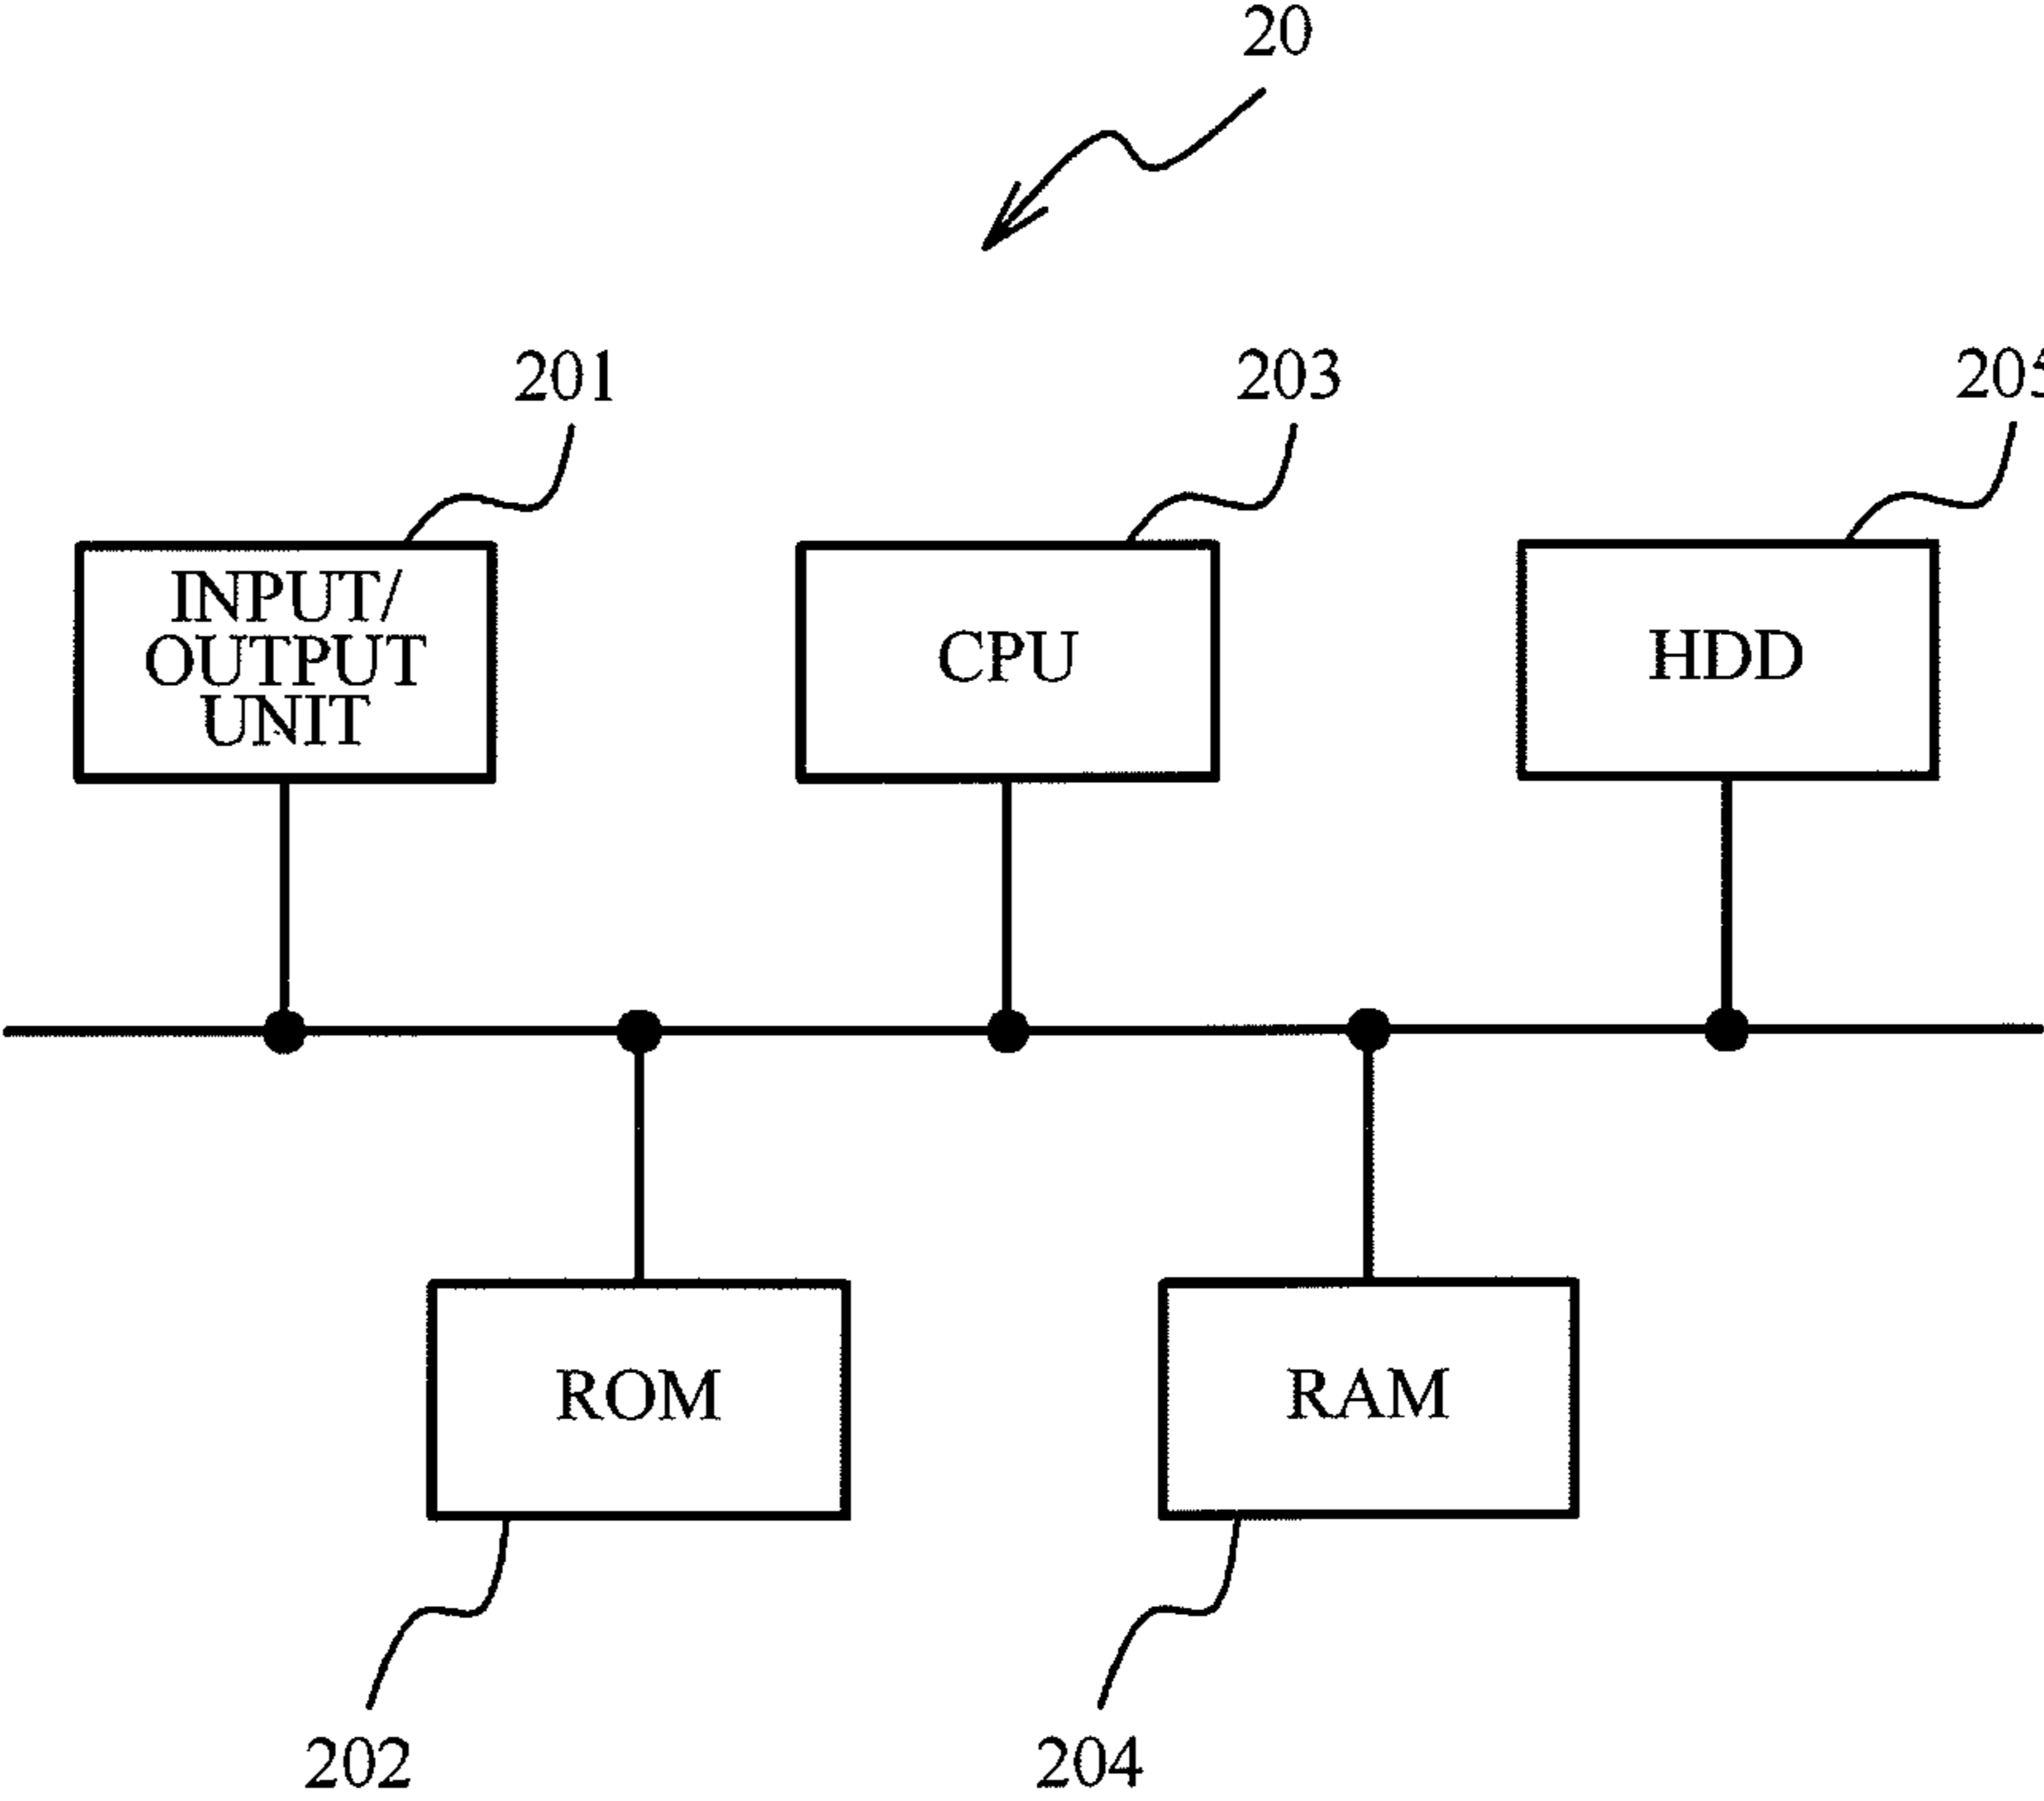 20
201
203
205
INPUT/
OUTPUT
UNIT
CPU
HDD
ROM
RAM
202
204